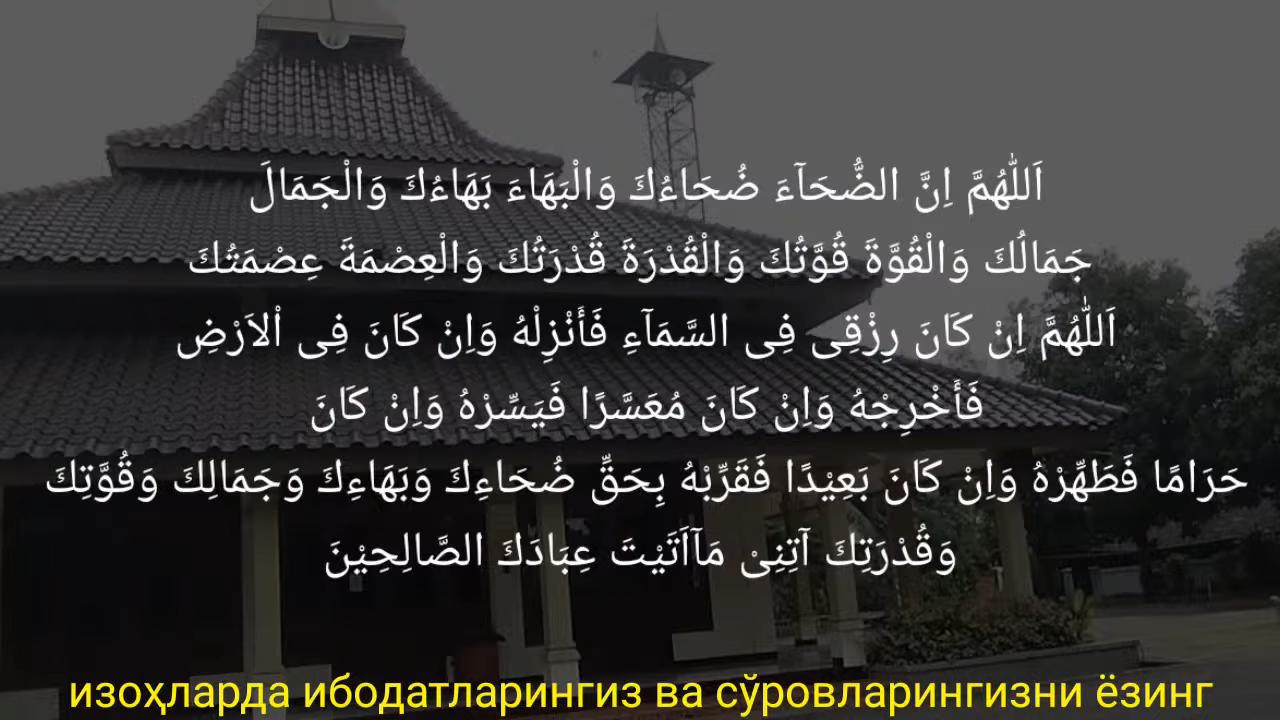 اَللّٰهُمَّ اِنَّ الضُّحَآءَ ضُحَاءُكَ وَالْبَهَاءَ بَهَاءُكَ وَالْجَمَالَ
جَمَالُكَ وَالْقُوَّةَ قُوَّتُكَ وَالْقُدْرَةَ قُدْرَتُكَ وَالْعِصْمَةَ عِصْمَتُكَ
اَللّٰهُمَّ اِنْ كَانَ رِزْقِى فِى السَّمَآءِ فَأَنْزِلْهُ وَاِنْ كَانَ فِى اْلاَرْضِ
فَأَخْرِجْهُ وَاِنْ كَانَ مُعَسَّرًا فَيَسِّرْهُ وَاِنْ كَانَ
حَرَامًا فَطَهِّرْهُ وَاِنْ كَانَ بَعِيْدًا فَقَرِّبْهُ بِحَقِّ ضُحَاءِكَ وَبَهَاءِكَ وَجَمَالِكَ وَقُوَّتِكَ
وَقُدْرَتِكَ آتِنِىْ مَآاَتَيْتَ عِبَادَكَ الصَّالِحِيْنَ
изоҳларда ибодатларингиз ва сўровларингизни ёзинг